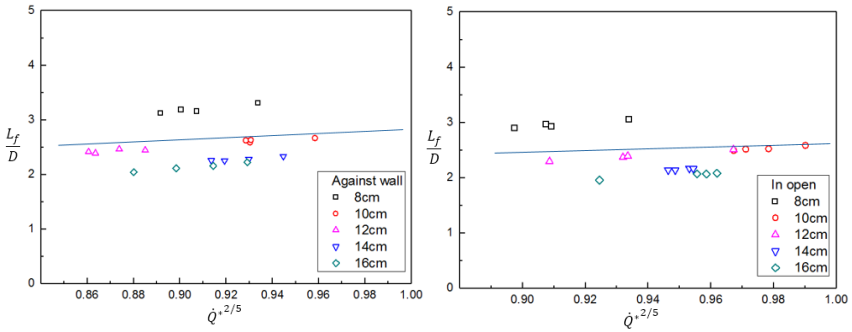 5
4
3
2
1
0
L_f
D
0.86 0.88 0.90 0.92 0.94 0.96 0.98 1.00
Q̇*^2/5
Against wall
8cm
10cm
12cm
14cm
16cm
5
4
3
2
1
0
L_f
D
0.90 0.92 0.94 0.96 0.98 1.00
Q̇*^2/5
In open
8cm
10cm
12cm
14cm
16cm